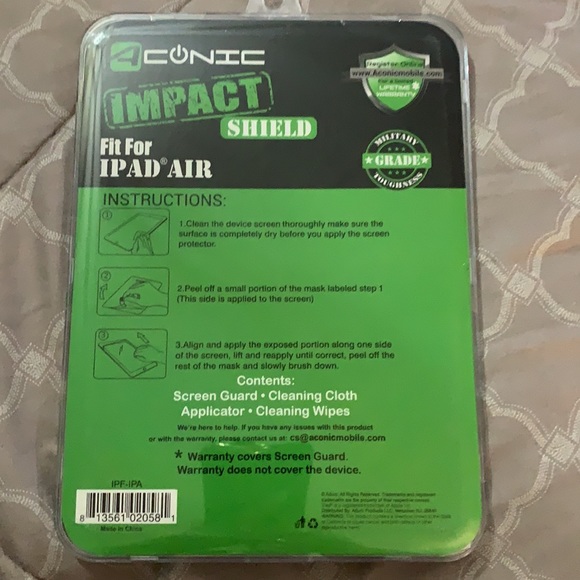 ACONIC
Register Online
www.Aconicmobile.com
For a Limited
LIFETIME
WARRANTY
IMPACT
SHIELD
Fit For
IPAD® AIR
MILITARY
GRADE
TOUGHNESS
INSTRUCTIONS:
1
1.Clean the device screen thoroughly make sure the
surface is completely dry before you apply the screen
protector.
2
2.Peel off a small portion of the mask labeled step 1
(This side is applied to the screen)
3
3.Align and apply the exposed portion along one side
of the screen, lift and reapply until correct, peel off the
rest of the mask and slowly brush down.
Contents:
Screen Guard • Cleaning Cloth
Applicator • Cleaning Wipes
We're here to help. If you have any issues with this product
or with the warranty, please contact us at: cs@aconicmobile.com
* Warranty covers Screen Guard.
Warranty does not cover the device.
IPF-IPA
8 13561 02058 1
Made in China